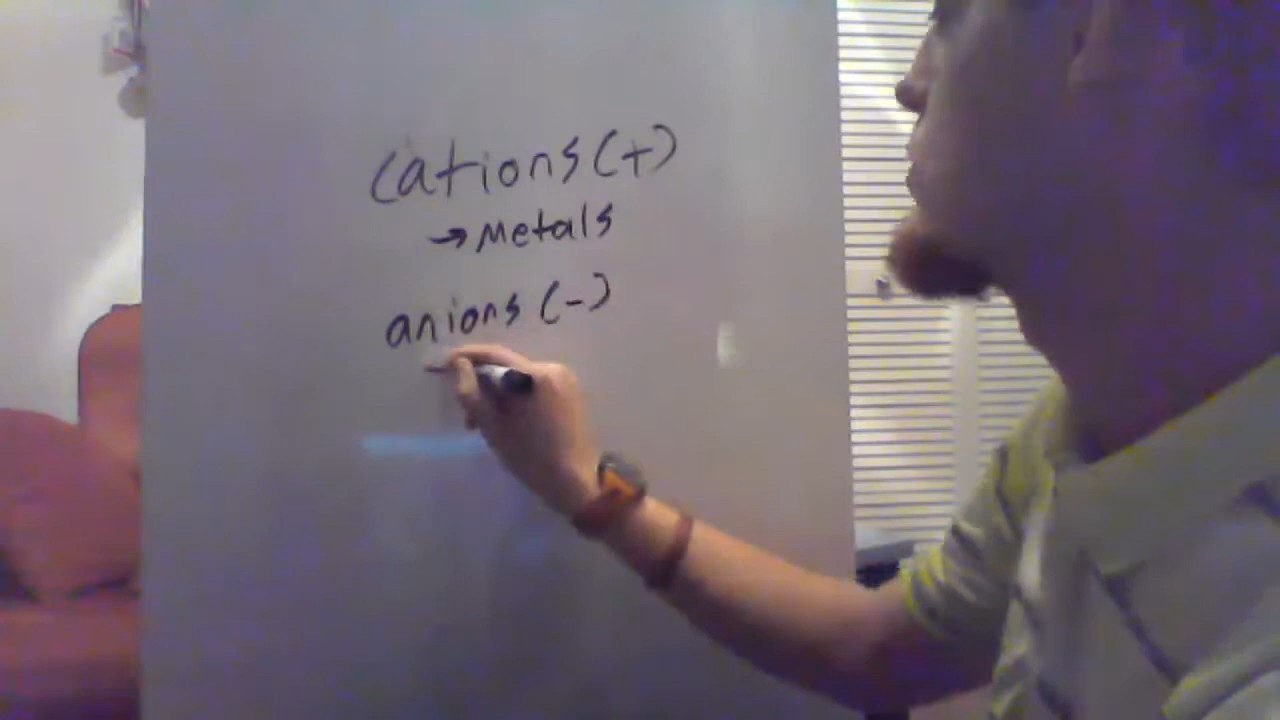 cations (+)
→ Metals
anions (-)